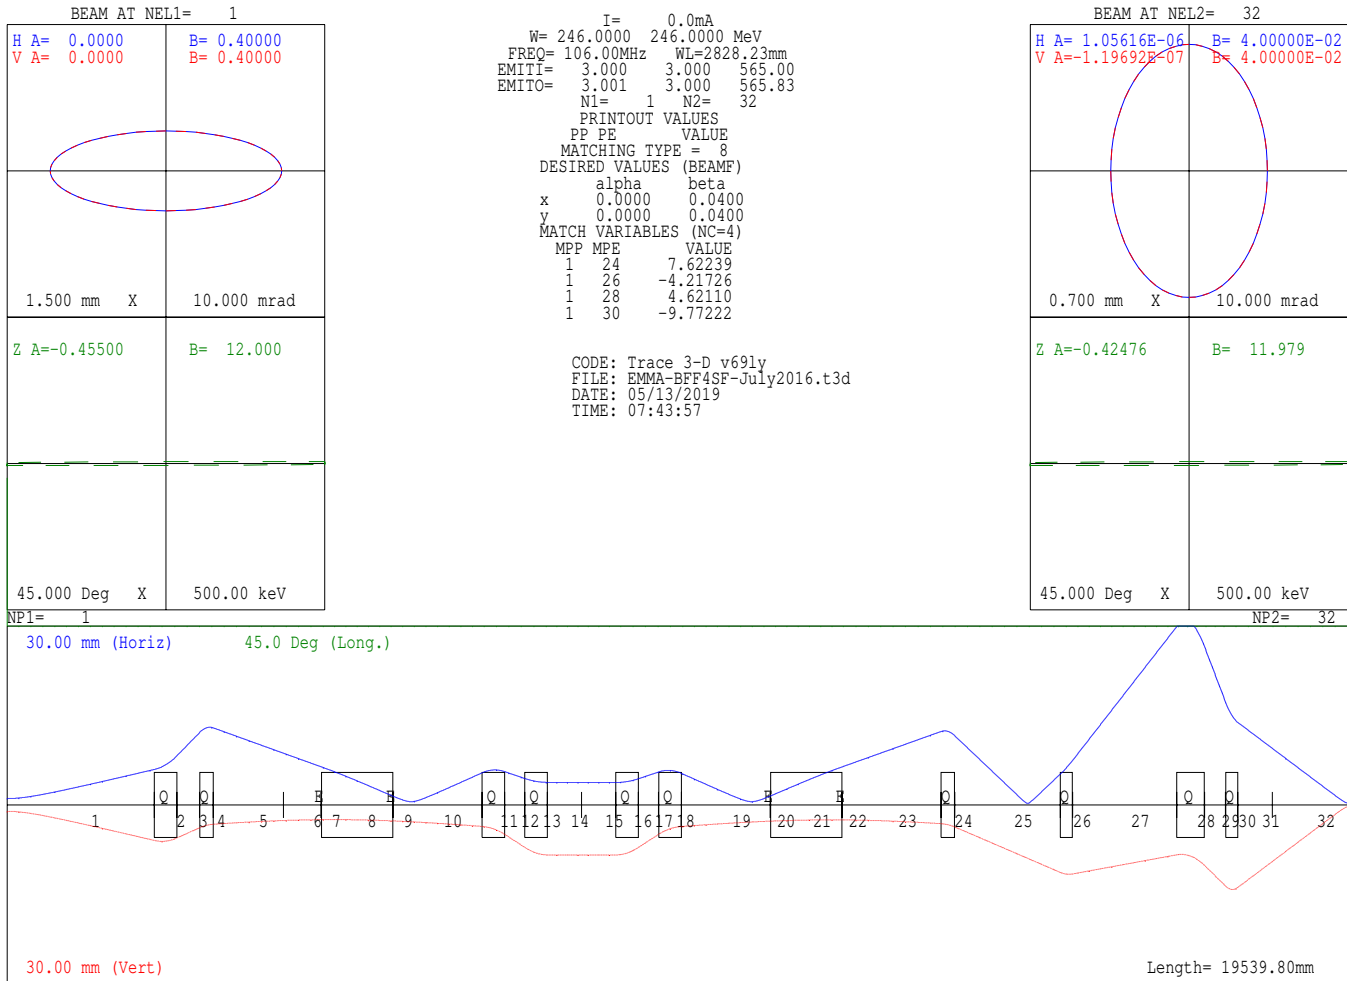 BEAM AT NEL1= 1
H A= 0.0000 B= 0.40000
V A= 0.0000 B= 0.40000
1.500 mm X 10.000 mrad
Z A=-0.45500 B= 12.000
45.000 Deg X 500.00 keV
NP1= 1
I= 0.0mA
W= 246.0000 246.0000 MeV
FREQ= 106.00MHz WL=2828.23mm
EMITI= 3.000 3.000 565.00
EMITO= 3.001 3.000 565.83
N1= 1 N2= 32
PRINTOUT VALUES
PP PE VALUE
MATCHING TYPE = 8
DESIRED VALUES (BEAMF)
alpha beta
x 0.0000 0.0400
y 0.0000 0.0400
MATCH VARIABLES (NC=4)
MPP MPE VALUE
1 24 7.62239
1 26 -4.21726
1 28 4.62110
1 30 -9.77222
CODE: Trace 3-D v69ly
FILE: EMMA-BFF4SF-July2016.t3d
DATE: 05/13/2019
TIME: 07:43:57
BEAM AT NEL2= 32
H A= 1.05616E-06 B= 4.00000E-02
V A=-1.19692E-07 B= 4.00000E-02
0.700 mm X 10.000 mrad
Z A=-0.42476 B= 11.979
45.000 Deg X 500.00 keV
NP2= 32
30.00 mm (Horiz) 45.0 Deg (Long.)
Q Q E E Q Q Q Q E E Q Q Q Q
1 2 3 4 5 6 7 8 9 10 11 12 13 14 15 16 17 18 19 20 21 22 23 24 25 26 27 28 29 30 31 32
30.00 mm (Vert)
Length= 19539.80mm